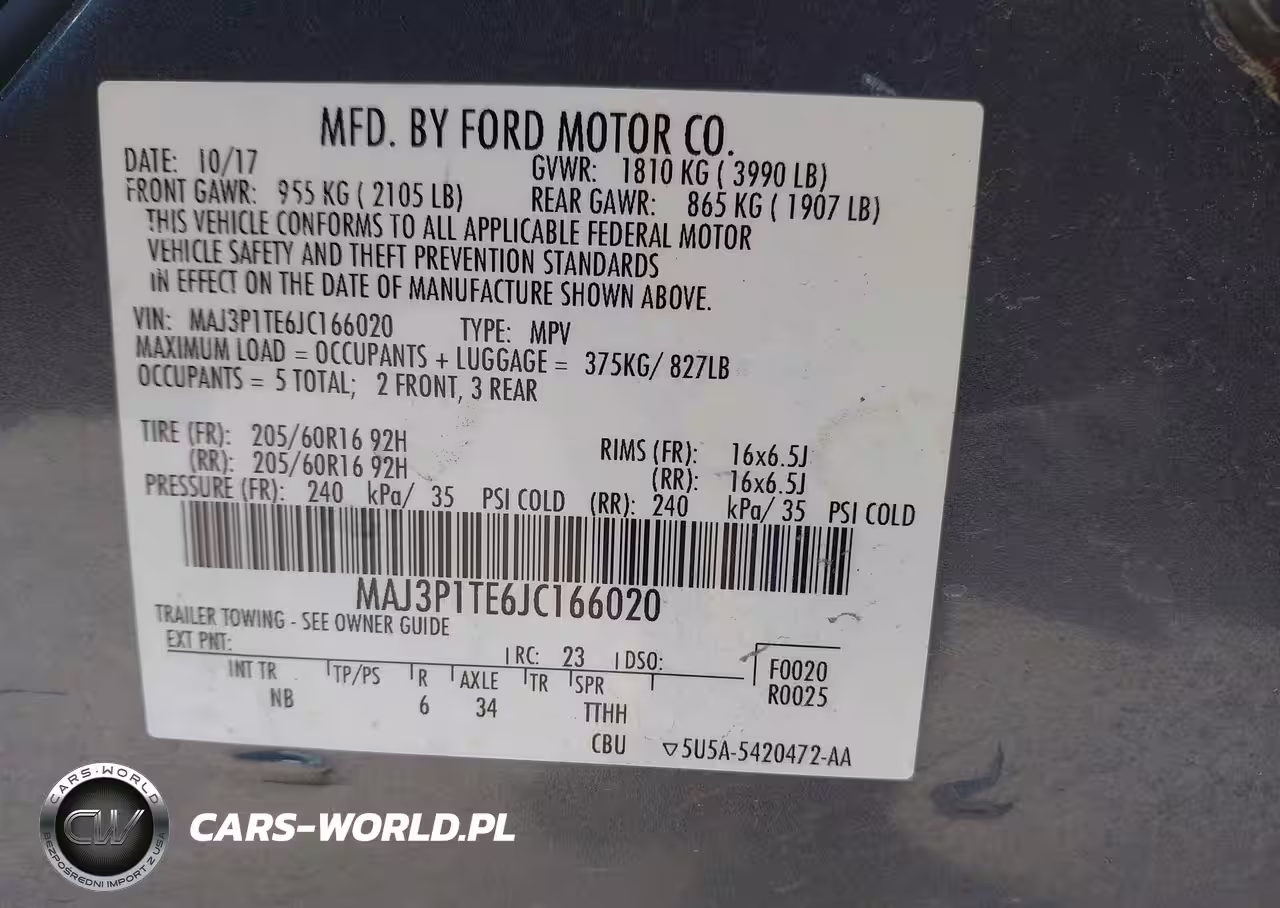 MFD. BY FORD MOTOR CO.
DATE: 10/17 GVWR: 1810 KG ( 3990 LB)
FRONT GAWR: 955 KG ( 2105 LB) REAR GAWR: 865 KG ( 1907 LB)
THIS VEHICLE CONFORMS TO ALL APPLICABLE FEDERAL MOTOR
VEHICLE SAFETY AND THEFT PREVENTION STANDARDS
IN EFFECT ON THE DATE OF MANUFACTURE SHOWN ABOVE.
VIN: MAJ3P1TE6JC166020 TYPE: MPV
MAXIMUM LOAD = OCCUPANTS + LUGGAGE = 375KG/ 827LB
OCCUPANTS = 5 TOTAL; 2 FRONT, 3 REAR
TIRE (FR): 205/60R16 92H RIMS (FR): 16x6.5J
(RR): 205/60R16 92H (RR): 16x6.5J
PRESSURE (FR): 240 kPa/ 35 PSI COLD (RR): 240 kPa/ 35 PSI COLD
MAJ3P1TE6JC166020
TRAILER TOWING - SEE OWNER GUIDE
EXT PNT: RC: 23 DSO: F0020
INT TR TP/PS R AXLE TR SPR R0025
NB 6 34 TTHH
CBU ▽5U5A-5420472-AA
CARS-WORLD
CW
BEZPOŚREDNI IMPORT Z USA
CARS-WORLD.PL